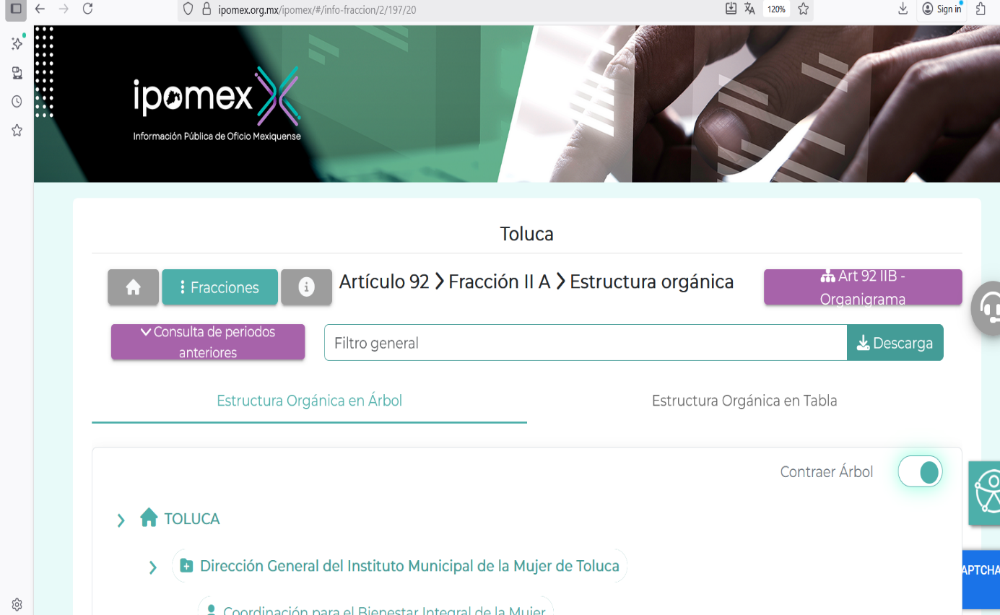 ipomex.org.mx/ipomex/#/info-fraccion/2/197/20
120%
Sign in
ipomex
Información Pública de Oficio Mexiquense
Toluca
Fracciones
Artículo 92 > Fracción II A > Estructura orgánica
Art 92 IIB -
Organigrama
Consulta de periodos
anteriores
Filtro general
Descarga
Estructura Orgánica en Árbol
Estructura Orgánica en Tabla
Contraer Árbol
TOLUCA
Dirección General del Instituto Municipal de la Mujer de Toluca
APTCHA
Coordinación para el Bienestar Integral de la Mujer